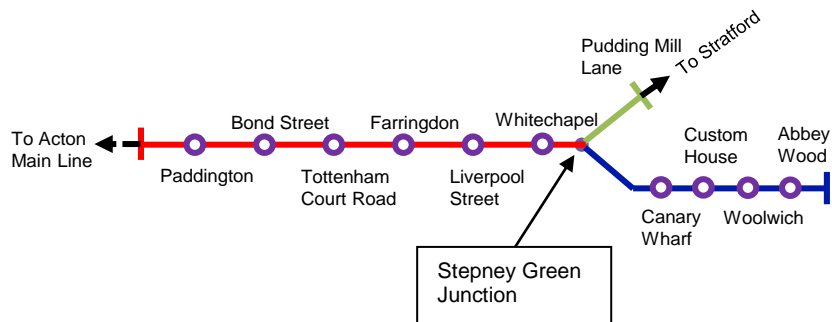 Pudding Mill
Lane
To Stratford
To Acton
Main Line
Bond Street
Farringdon
Whitechapel
Paddington
Tottenham
Court Road
Liverpool
Street
Custom
House
Abbey
Wood
Canary
Wharf
Woolwich
Stepney Green
Junction